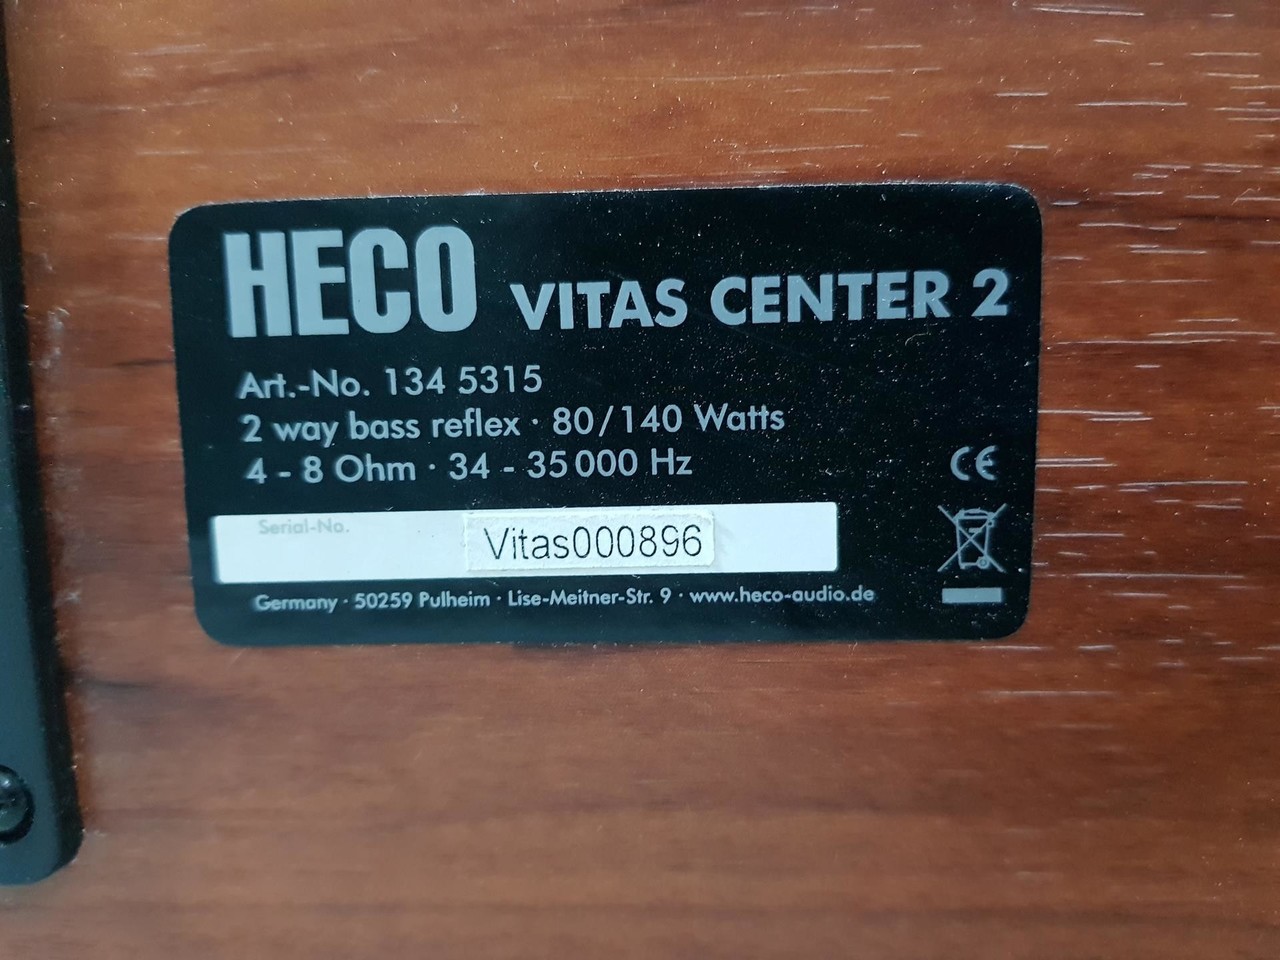 HECO VITAS CENTER 2
Art.-No. 134 5315
2 way bass reflex · 80/140 Watts
4 - 8 Ohm · 34 - 35 000 Hz
CE
Serial-No.
Vitas000896
Germany · 50259 Pulheim · Lise-Meitner-Str. 9 · www.heco-audio.de